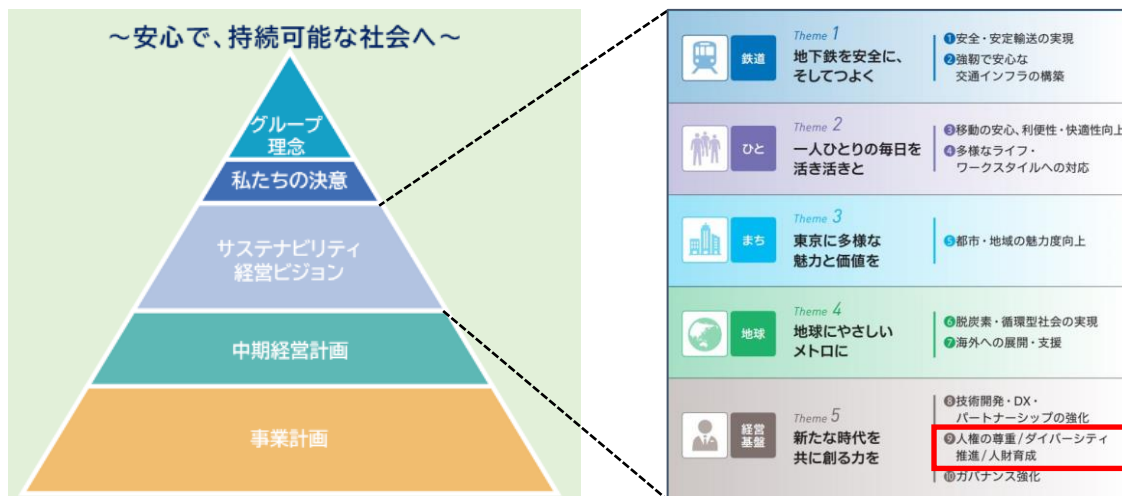 ～安心で、持続可能な社会へ～
グループ
理念
私たちの決意
サステナビリティ
経営ビジョン
中期経営計画
事業計画
鉄道
Theme 1
地下鉄を安全に、
そしてつよく
❶安全・安定輸送の実現
❷強靭で安心な
交通インフラの構築
ひと
Theme 2
一人ひとりの毎日を
活き活きと
❸移動の安心、利便性・快適性向上
❹多様なライフ・
ワークスタイルへの対応
まち
Theme 3
東京に多様な
魅力と価値を
❺都市・地域の魅力度向上
地球
Theme 4
地球にやさしい
メトロに
❻脱炭素・循環型社会の実現
❼海外への展開・支援
経営
基盤
Theme 5
新たな時代を
共に創る力を
❽技術開発・DX・
パートナーシップの強化
❾人権の尊重/ダイバーシティ
推進/人財育成
❿ガバナンス強化